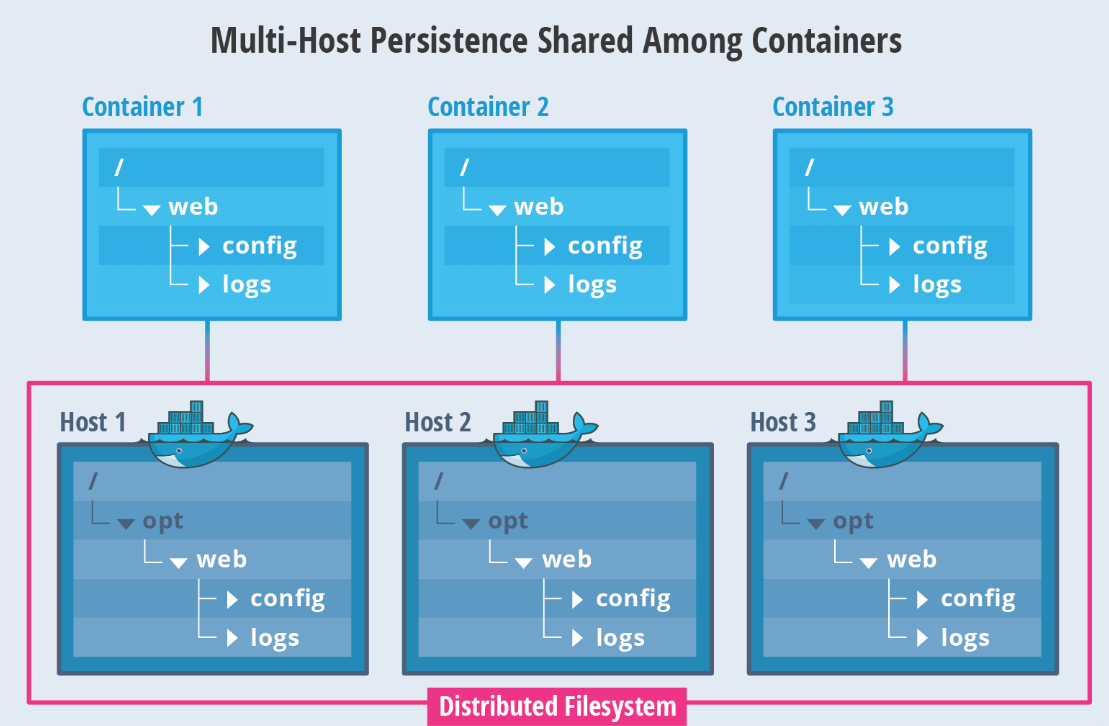 Multi-Host Persistence Shared Among Containers
Container 1
/
web
config
logs
Container 2
/
web
config
logs
Container 3
/
web
config
logs
Host 1
/
opt
web
config
logs
Host 2
/
opt
web
config
logs
Host 3
/
opt
web
config
logs
Distributed Filesystem